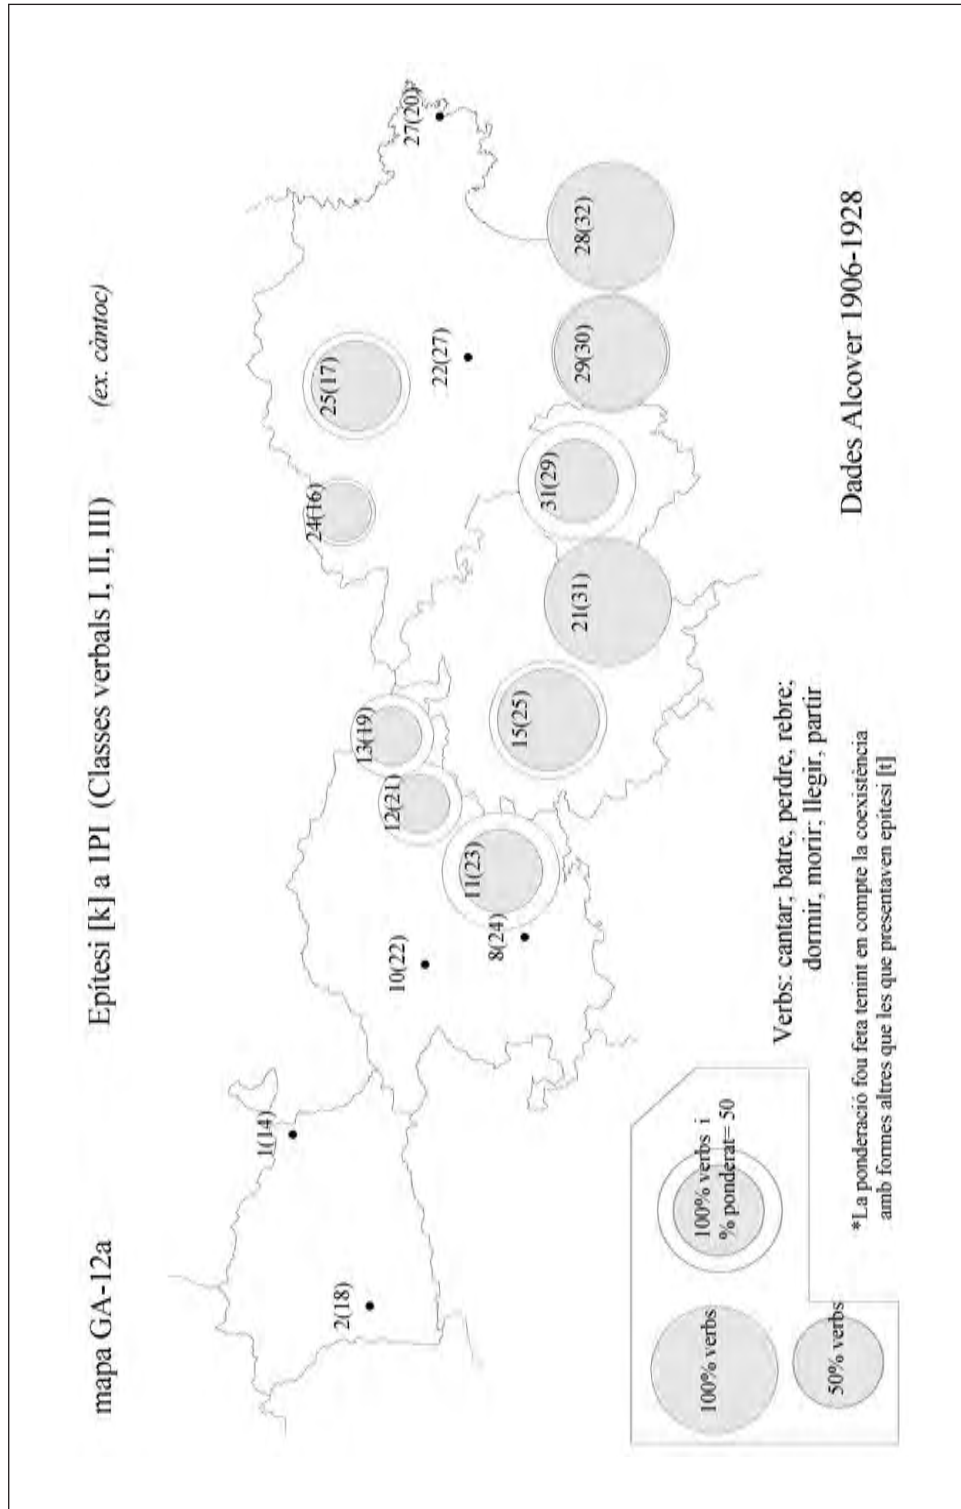 mapa GA-12a
Epítesi [k] a 1PI (Classes verbals I, II, III)
(ex. càntoc)
1(14)
2(18)
10(22)
8(24)
11(23)
12(21)
13(19)
15(25)
21(31)
24(16)
25(17)
31(29)
22(27)
29(30)
28(32)
27(20)
100% verbs
50% verbs
100% verbs i
% ponderat= 50
Verbs: cantar; batre, perdre, rebre;
dormir, morir; llegir, partir
*La ponderació fou feta tenint en compte la coexistència
amb formes altres que les que presentaven epítesi [t]
Dades Alcover 1906-1928